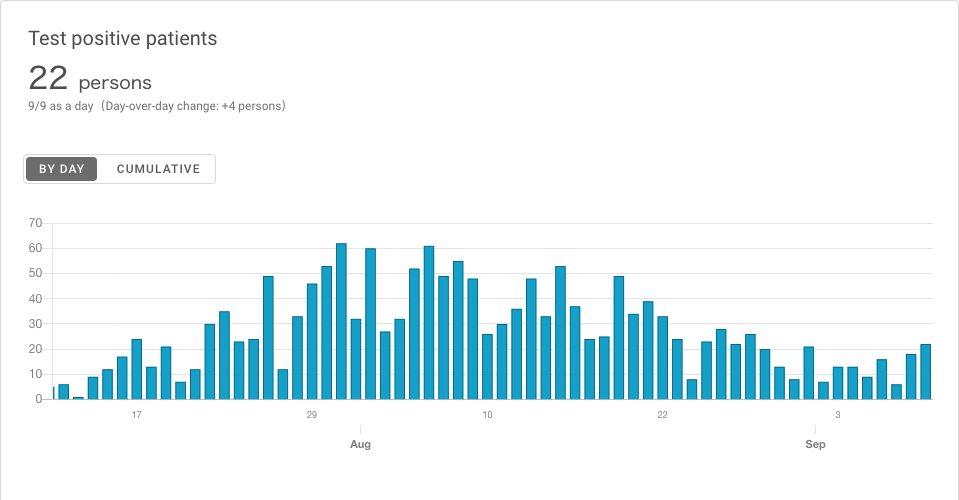 Test positive patients
22 persons
9/9 as a day（Day-over-day change: +4 persons）
BY DAY CUMULATIVE
70
60
50
40
30
20
10
0
17 29 10 22 3
Aug Sep